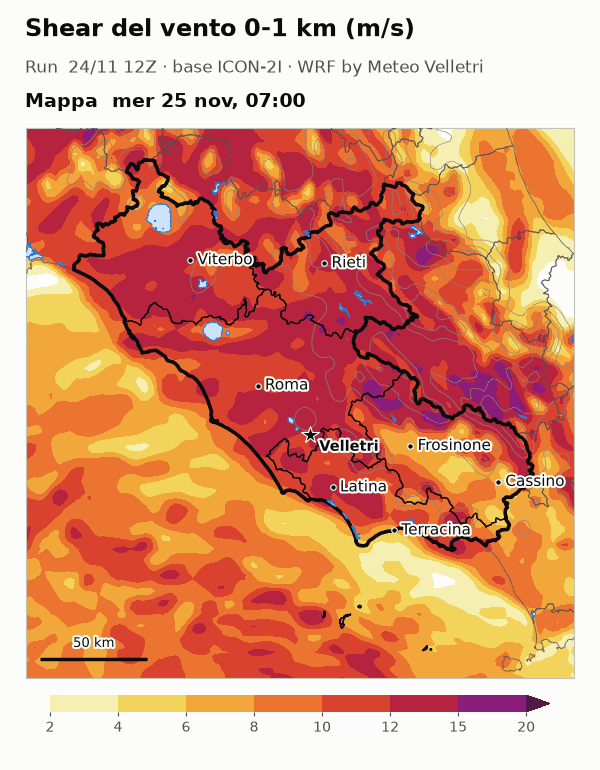 Shear del vento 0-1 km (m/s)
Run  24/11 12Z · base ICON-2I · WRF by Meteo Velletri
Mappa  mer 25 nov, 07:00
Viterbo
Rieti
Roma
Velletri
Frosinone
Cassino
Latina
Terracina
50 km
2 4 6 8 10 12 15 20